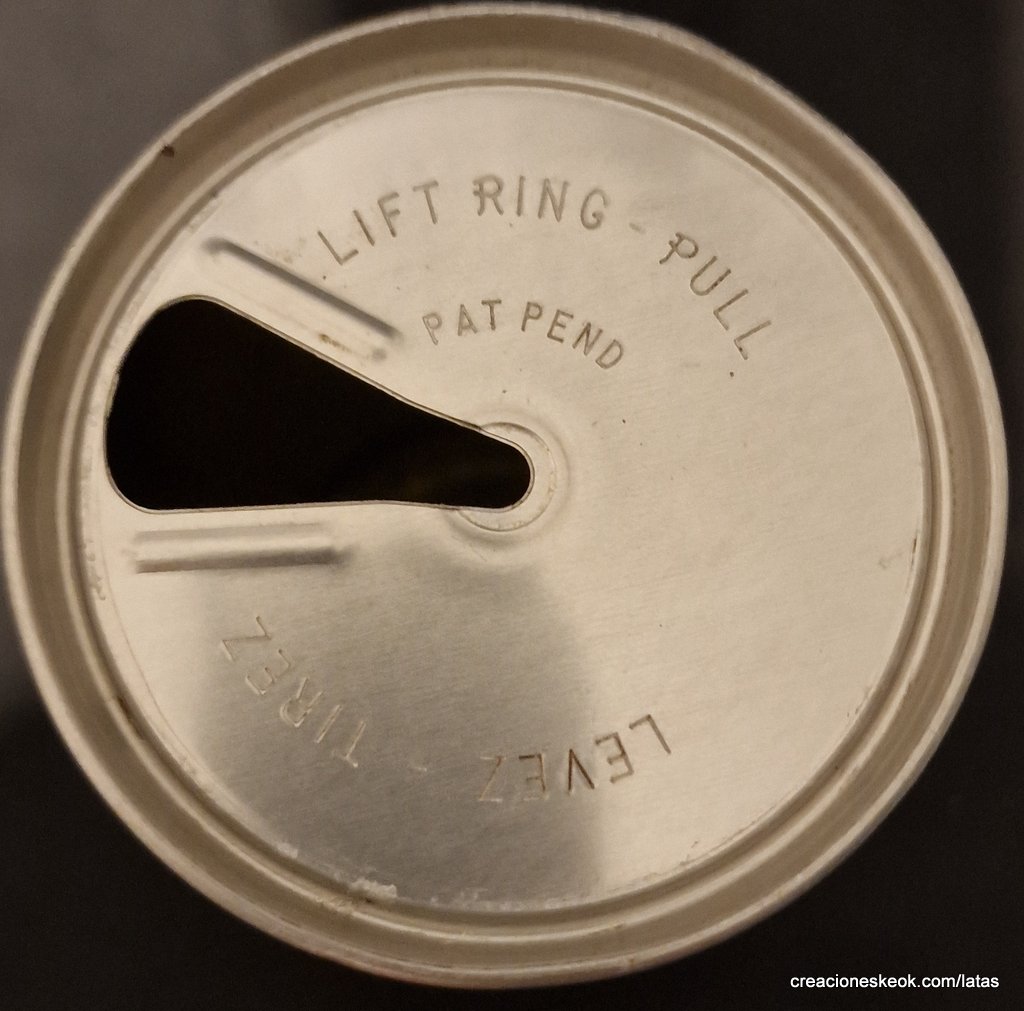 LIFT RING - PULL
PAT PEND
LEVEZ - TIREZ
creacioneskeok.com/latas